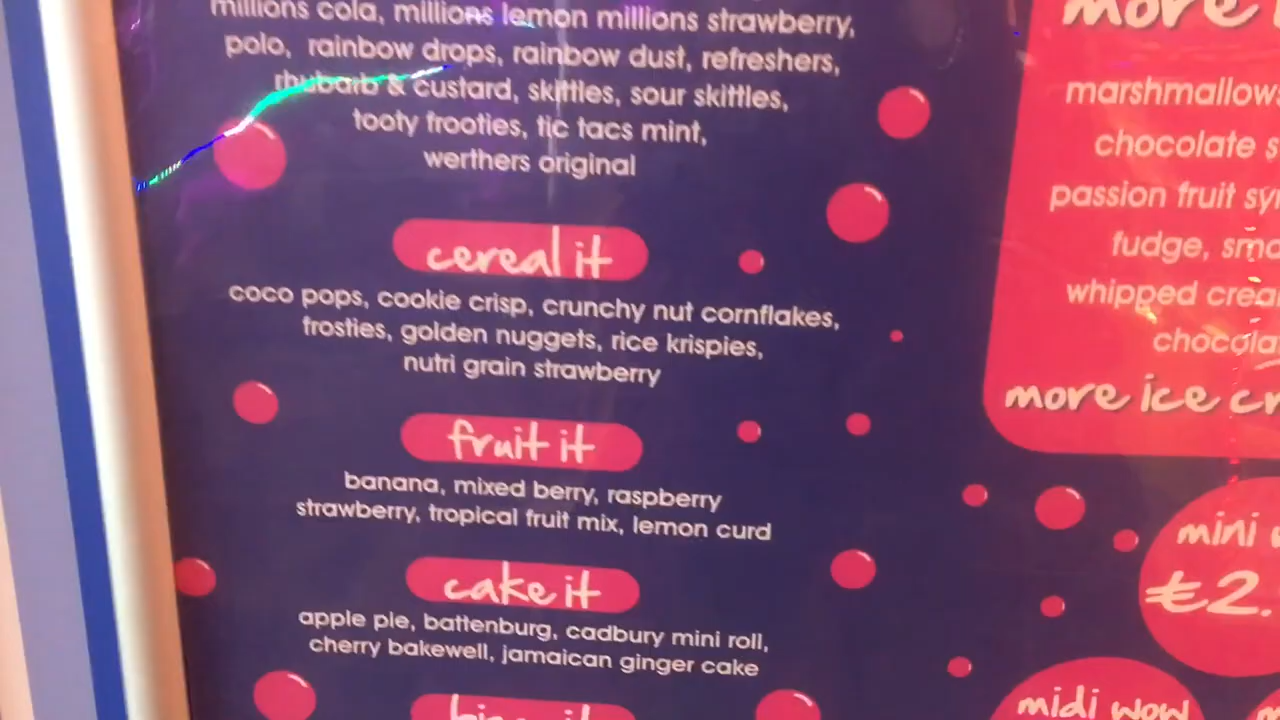 millions cola, millions lemon millions strawberry,
polo, rainbow drops, rainbow dust, refreshers,
rhubarb & custard, skittles, sour skittles,
tooty frooties, tic tacs mint,
werthers original
cereal it
coco pops, cookie crisp, crunchy nut cornflakes,
frosties, golden nuggets, rice krispies,
nutri grain strawberry
fruit it
banana, mixed berry, raspberry
strawberry, tropical fruit mix, lemon curd
cake it
apple pie, battenburg, cadbury mini roll,
cherry bakewell, jamaican ginger cake
more
marshmallows
chocolate
passion fruit
fudge,
whipped
more ice
mini
£2.
midi wow